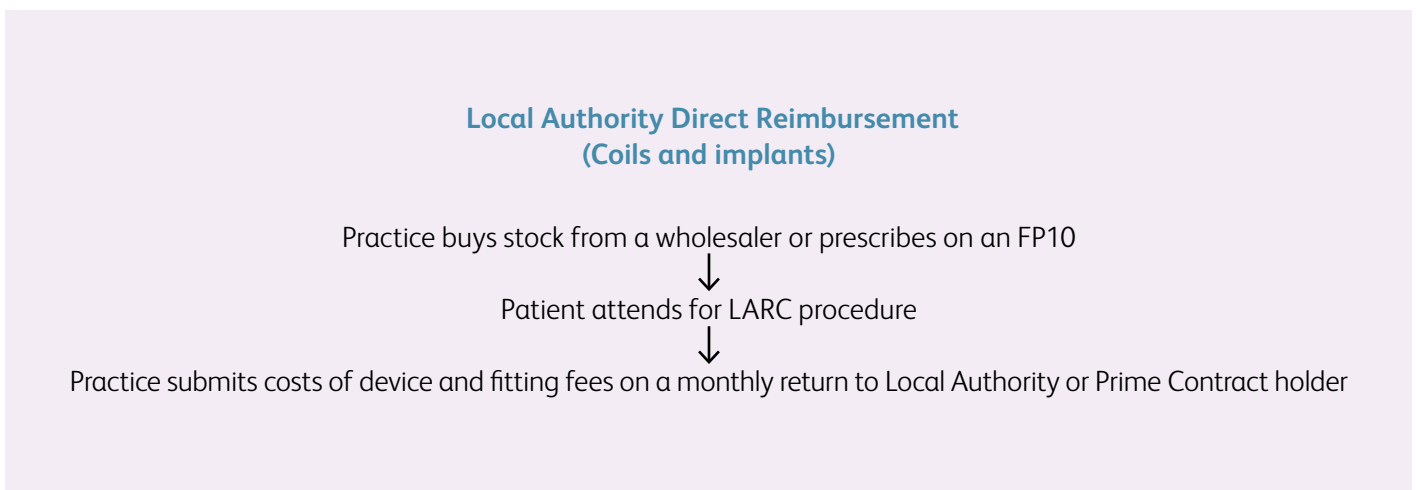 Local Authority Direct Reimbursement
(Coils and implants)
Practice buys stock from a wholesaler or prescribes on an FP10
Patient attends for LARC procedure
Practice submits costs of device and fitting fees on a monthly return to Local Authority or Prime Contract holder